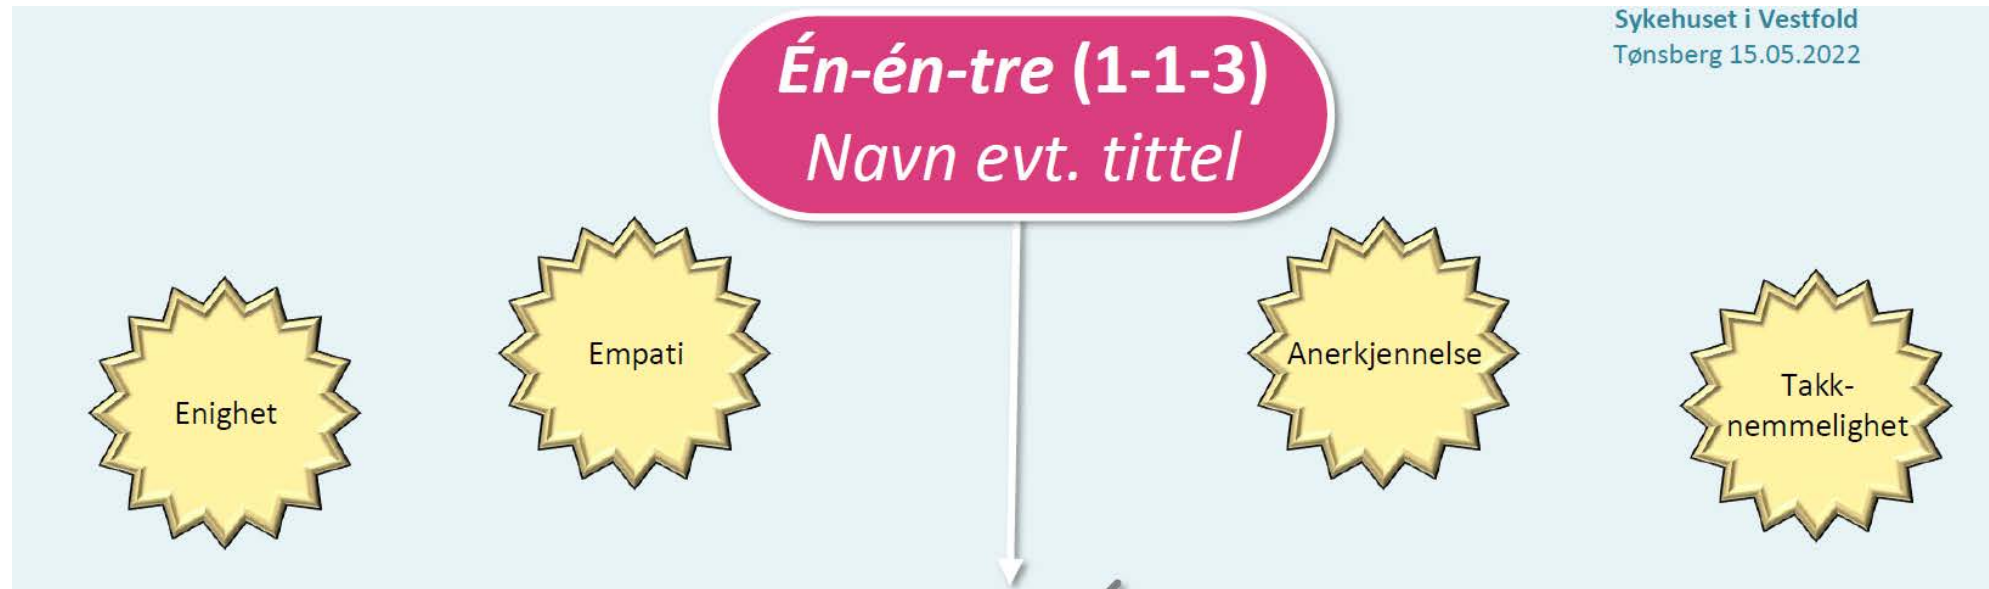 Sykehuset i Vestfold
Tønsberg 15.05.2022
Én-én-tre (1-1-3)
Navn evt. tittel
Enighet
Empati
Anerkjennelse
Takk-
nemmelighet